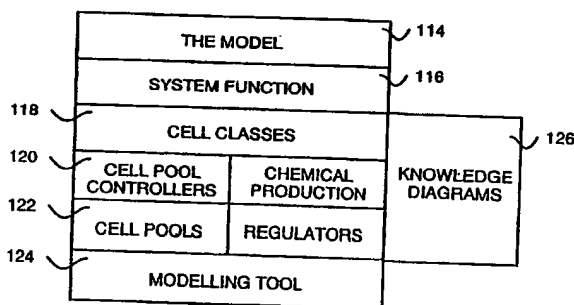 THE MODEL
114
SYSTEM FUNCTION
116
118
CELL CLASSES
126
120
CELL POOL
CONTROLLERS
CHEMICAL
PRODUCTION
KNOWLEDGE
DIAGRAMS
122
CELL POOLS
REGULATORS
124
MODELLING TOOL